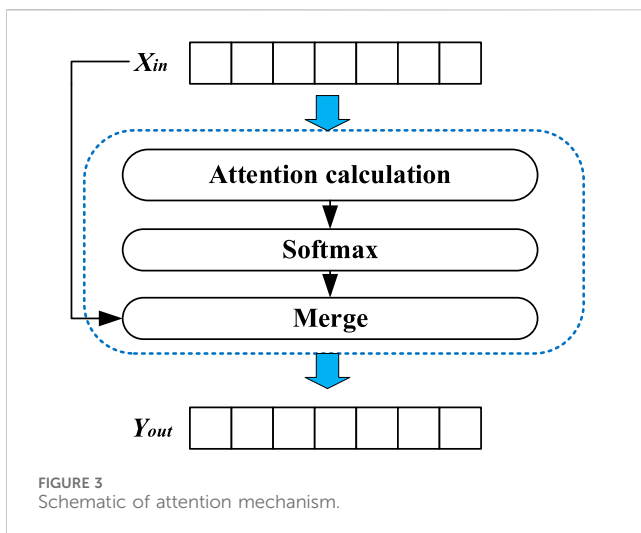 Xin
Attention calculation
Softmax
Merge
Yout
FIGURE 3
Schematic of attention mechanism.